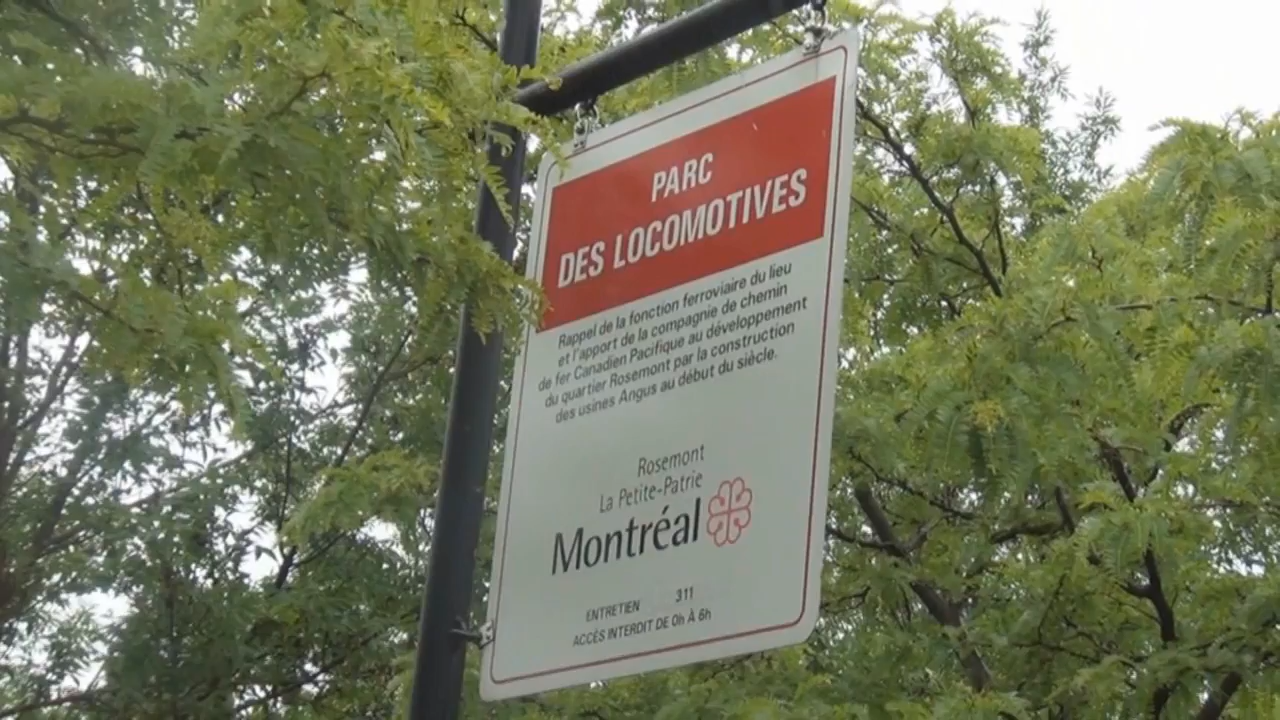 PARC
DES LOCOMOTIVES
Rappel de la fonction ferroviaire du lieu
et l'apport de la compagnie de chemin
de fer Canadien Pacifique au développement
du quartier Rosemont par la construction
des usines Angus au début du siècle.
Rosemont
La Petite-Patrie
Montréal
ENTRETIEN 311
ACCÈS INTERDIT DE 0h À 6h